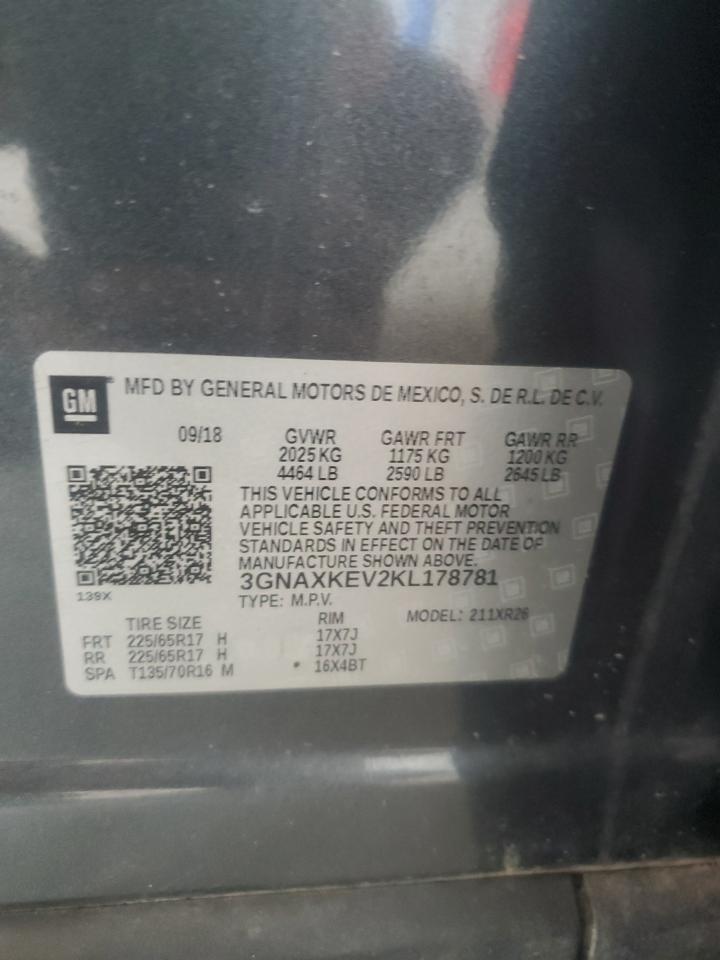 GM
MFD BY GENERAL MOTORS DE MEXICO, S. DE R.L. DE C.V.
09/18 GVWR GAWR FRT GAWR RR
2025 KG 1175 KG 1200 KG
4464 LB 2590 LB 2645 LB
THIS VEHICLE CONFORMS TO ALL
APPLICABLE U.S. FEDERAL MOTOR
VEHICLE SAFETY AND THEFT PREVENTION
STANDARDS IN EFFECT ON THE DATE OF
MANUFACTURE SHOWN ABOVE.
3GNAXKEV2KL178781
139X
TYPE: M.P.V.
TIRE SIZE RIM MODEL: 211XR26
FRT 225/65R17 H 17X7J
RR 225/65R17 H 17X7J
SPA T135/70R16 M * 16X4BT